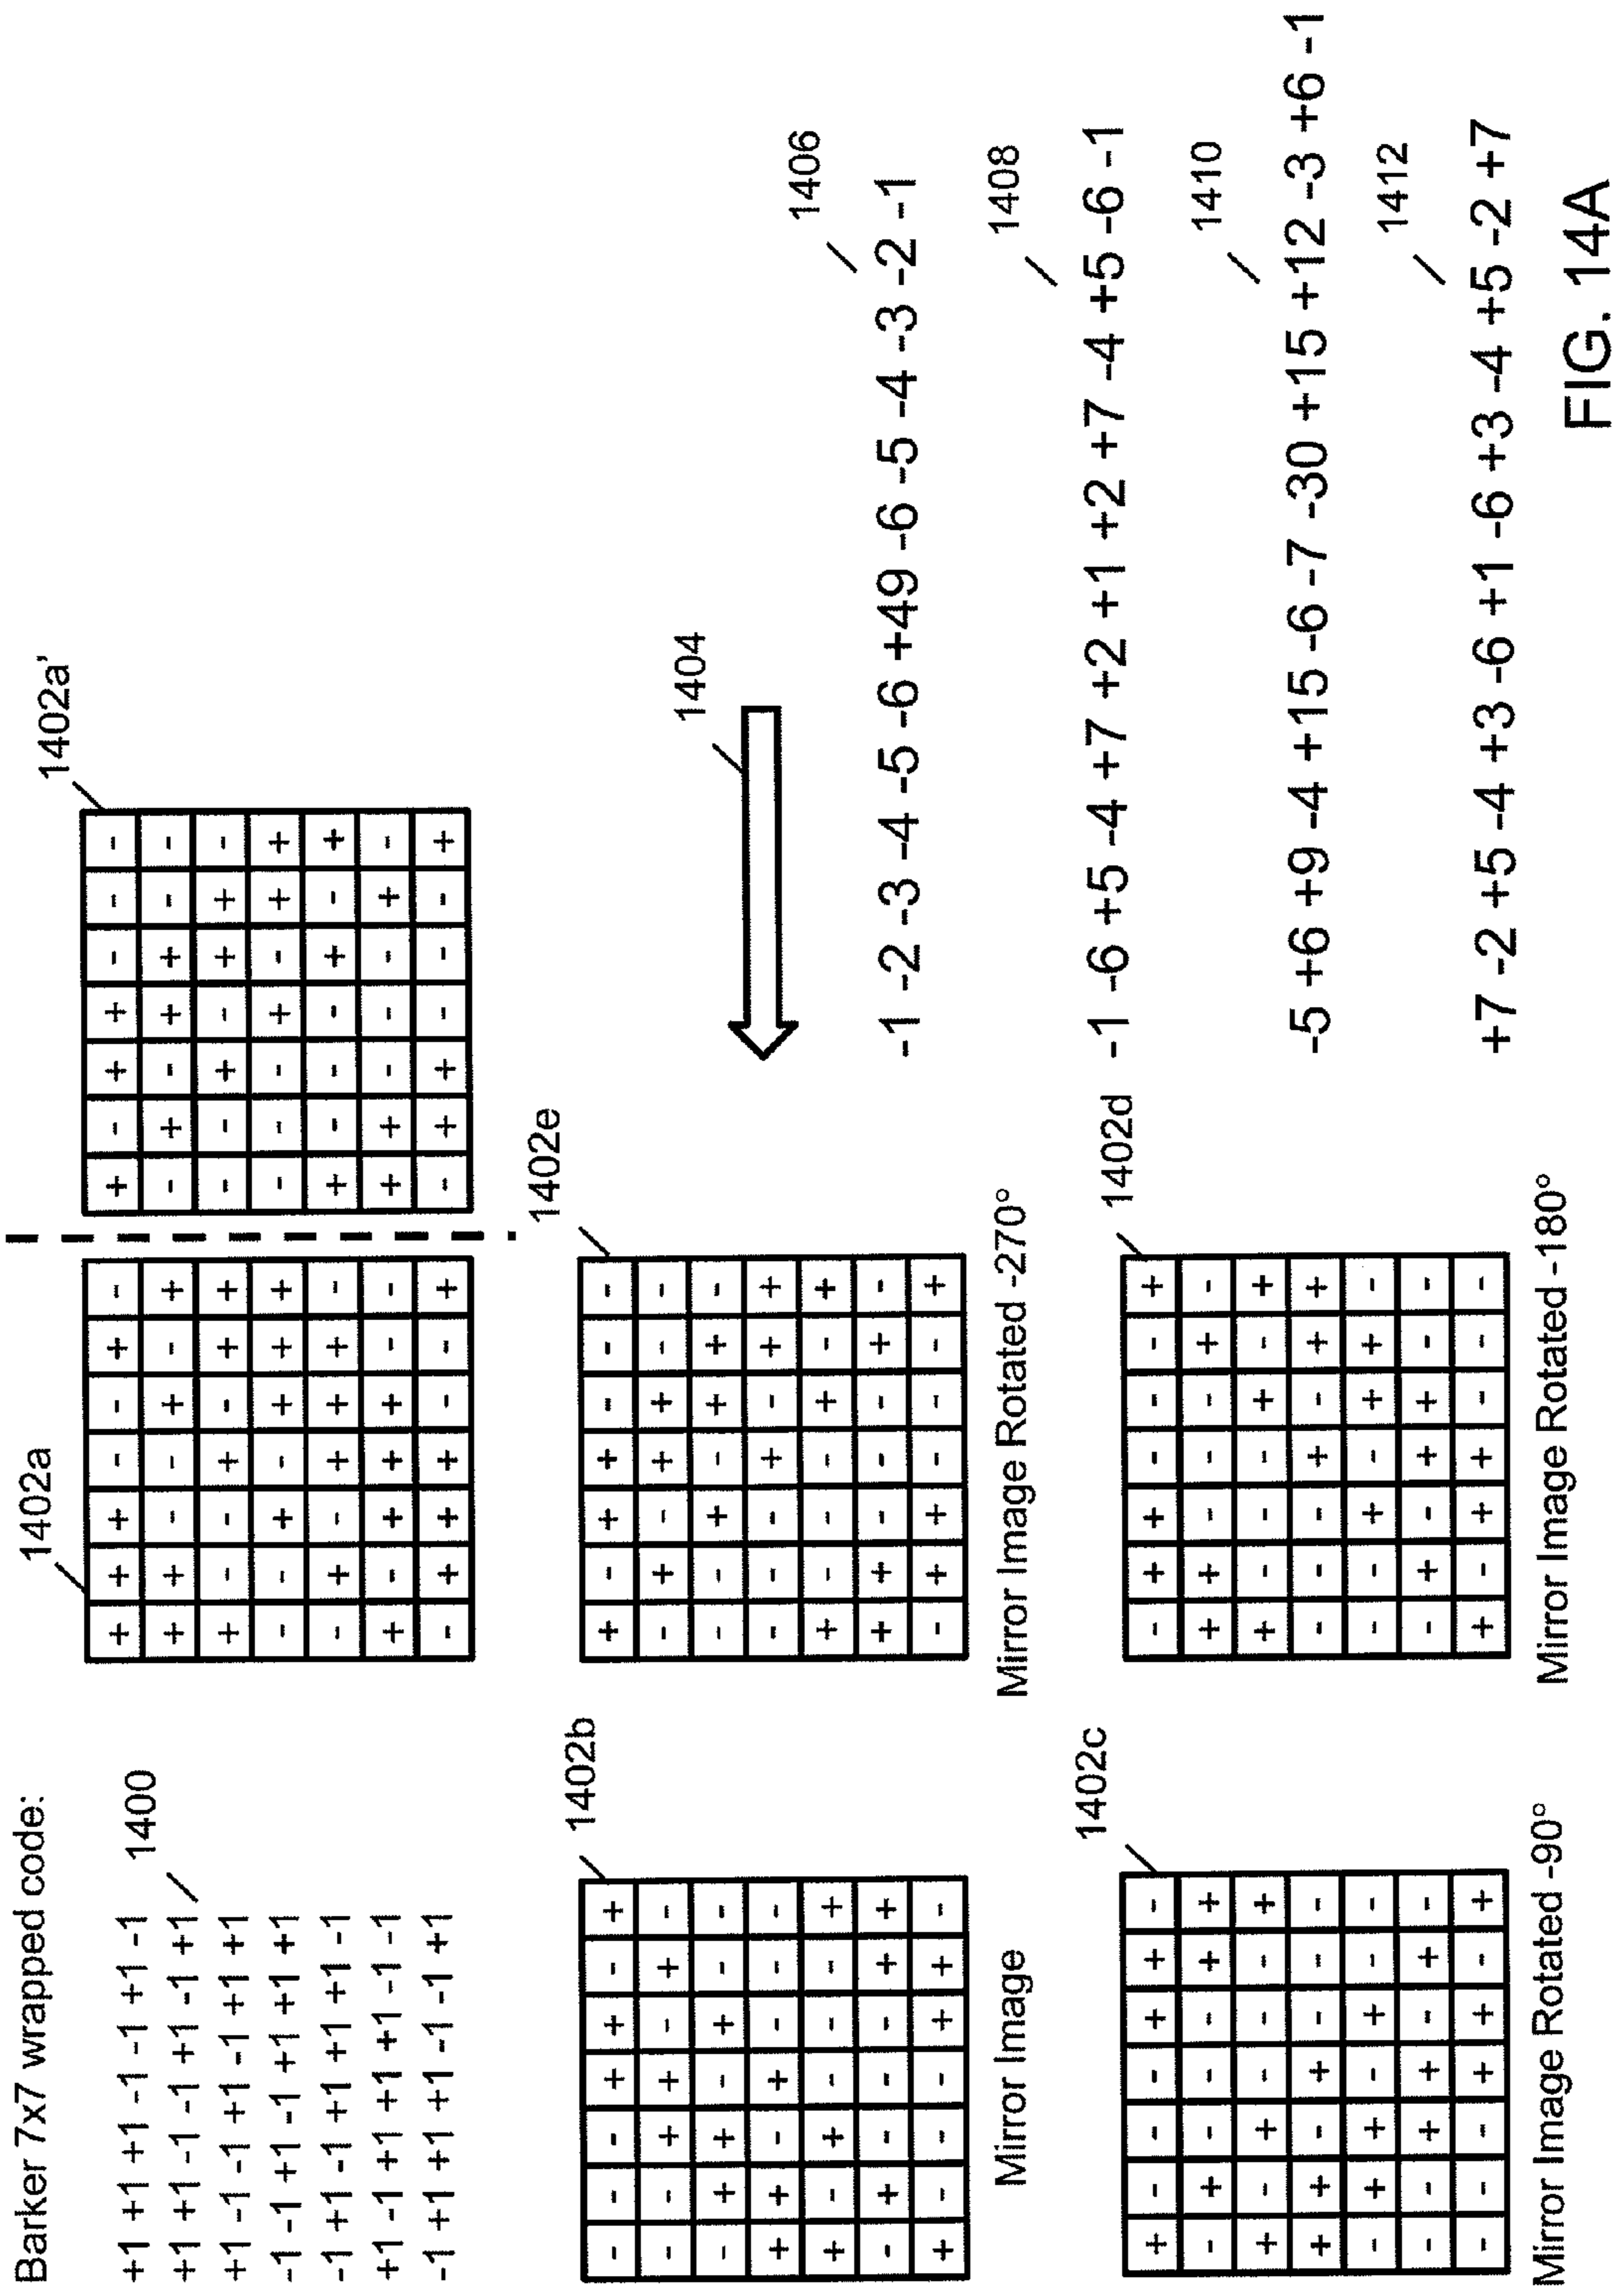 Barker 7x7 wrapped code:
1400
+1 +1 +1 -1 -1 +1 -1
+1 +1 -1 -1 +1 -1 +1
+1 -1 -1 +1 -1 +1 +1
-1 -1 +1 -1 +1 +1 +1
-1 +1 -1 +1 +1 +1 -1
+1 -1 +1 +1 +1 -1 -1
-1 +1 +1 +1 -1 -1 +1
1402a
+ + + - - + -
+ + - - + - +
+ - - + - + +
- - + - + + +
- + - + + + -
+ - + + + - -
- + + + - - +
1402a'
+ - + + - - -
- + - + + - -
- - + - + + -
- - - + - + +
+ - - - + - +
+ + - - - + -
- + + - - - +
1402b
- - - + + - +
- - + + - + -
- + + - + - -
+ + - + - - -
+ - + - - - +
- + - - - + +
+ - - - + + -
Mirror Image
1402e
+ - + + - - -
- + - + + - -
- - + - + + -
- - - + - + +
+ - - - + - +
+ + - - - + -
- + + - - - +
Mirror Image Rotated -270°
1402c
+ - - - + + -
- + - - - + +
+ - + - - - +
+ + - + - - -
- + + - + - -
- - + + - + -
- - - + + - +
Mirror Image Rotated -90°
1402d
- + + - - - +
+ + - - - + -
+ - - - + - +
- - - + - + +
- - + - + + -
- + - + + - -
+ - + + - - -
Mirror Image Rotated -180°
1404
1406
-1 -2 -3 -4 -5 -6 +49 -6 -5 -4 -3 -2 -1
1408
-1 -6 +5 -4 +7 +2 +1 +2 +7 -4 +5 -6 -1
1410
-5 +6 +9 -4 +15 -6 -7 -30 +15 +12 -3 +6 -1
1412
+7 -2 +5 -4 +3 -6 +1 -6 +3 -4 +5 -2 +7
FIG. 14A